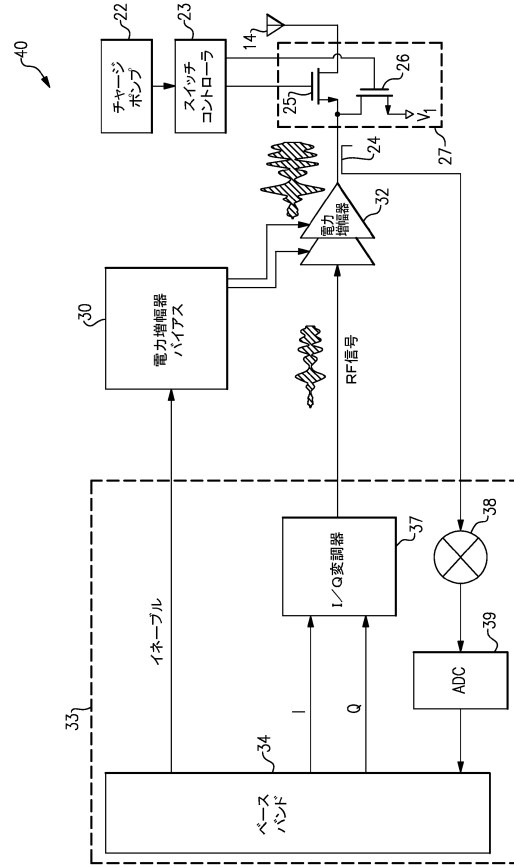 40
22
チャージ
ポンプ
23
スイッチ
コントローラ
14
25
26
V1
27
24
32
電力
増幅器
30
電力増幅器
バイアス
RF信号
33
イネーブル
34
ベース
バンド
I
Q
I/Q変調器
37
38
39
ADC